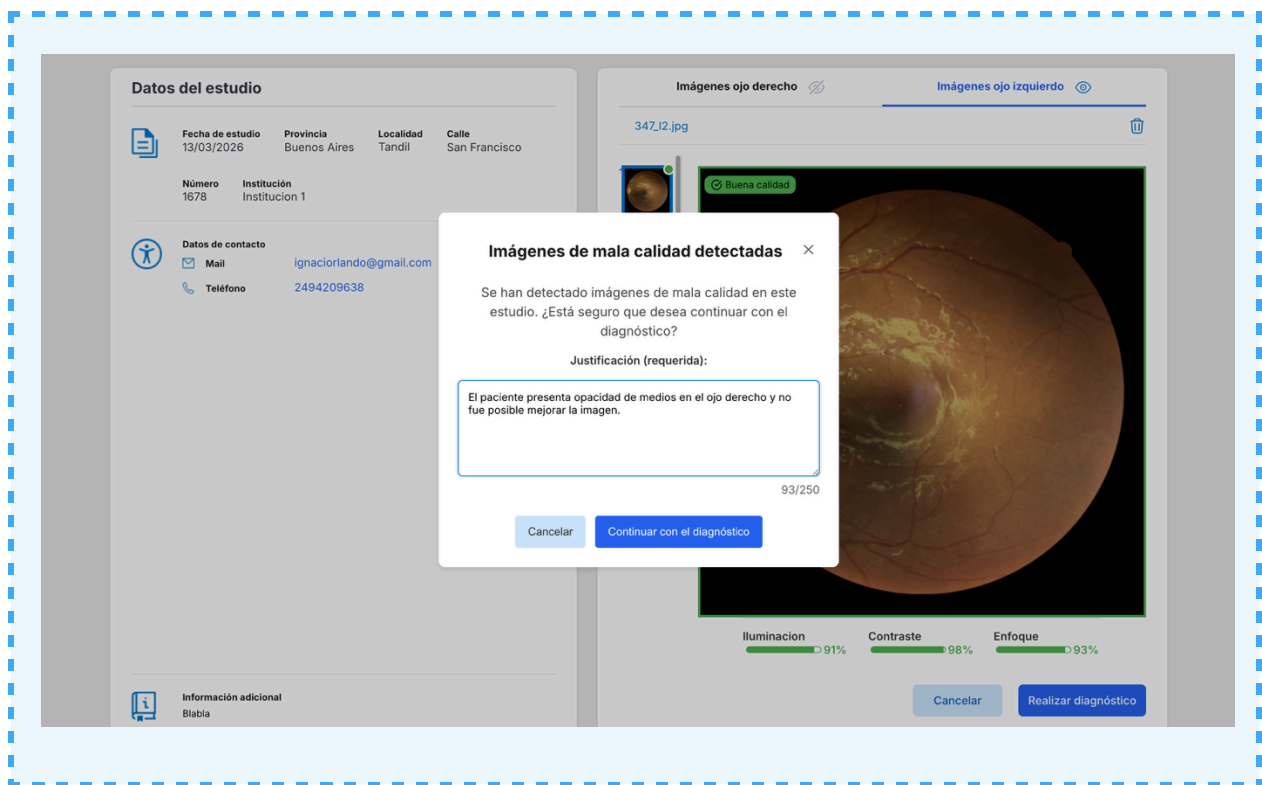 Datos del estudio
Fecha de estudio Provincia Localidad Calle
13/03/2026 Buenos Aires Tandil San Francisco
Número Institución
1678 Institucion 1
Datos de contacto
Mail ignaciorlando@gmail.com
Teléfono 2494209638
Información adicional
Blabla
Imágenes ojo derecho Imágenes ojo izquierdo
347_I2.jpg
Buena calidad
Imágenes de mala calidad detectadas
Se han detectado imágenes de mala calidad en este
estudio. ¿Está seguro que desea continuar con el
diagnóstico?
Justificación (requerida):
El paciente presenta opacidad de medios en el ojo derecho y no
fue posible mejorar la imagen.
93/250
Cancelar Continuar con el diagnóstico
Iluminacion Contraste Enfoque
91% 98% 93%
Cancelar Realizar diagnóstico